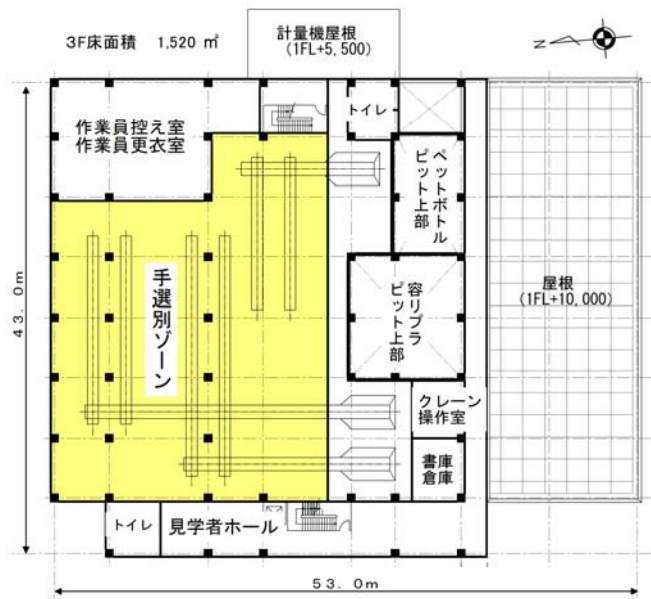 3F床面積 1,520 ㎡
計量機屋根
(1FL+5,500)
N
トイレ
作業員控え室
作業員更衣室
ペットボトル
ピット上部
手選別ゾーン
容リプラ
ピット上部
屋根
(1FL+10,000)
43.0m
クレーン
操作室
書庫
倉庫
トイレ
見学者ホール
53.0m